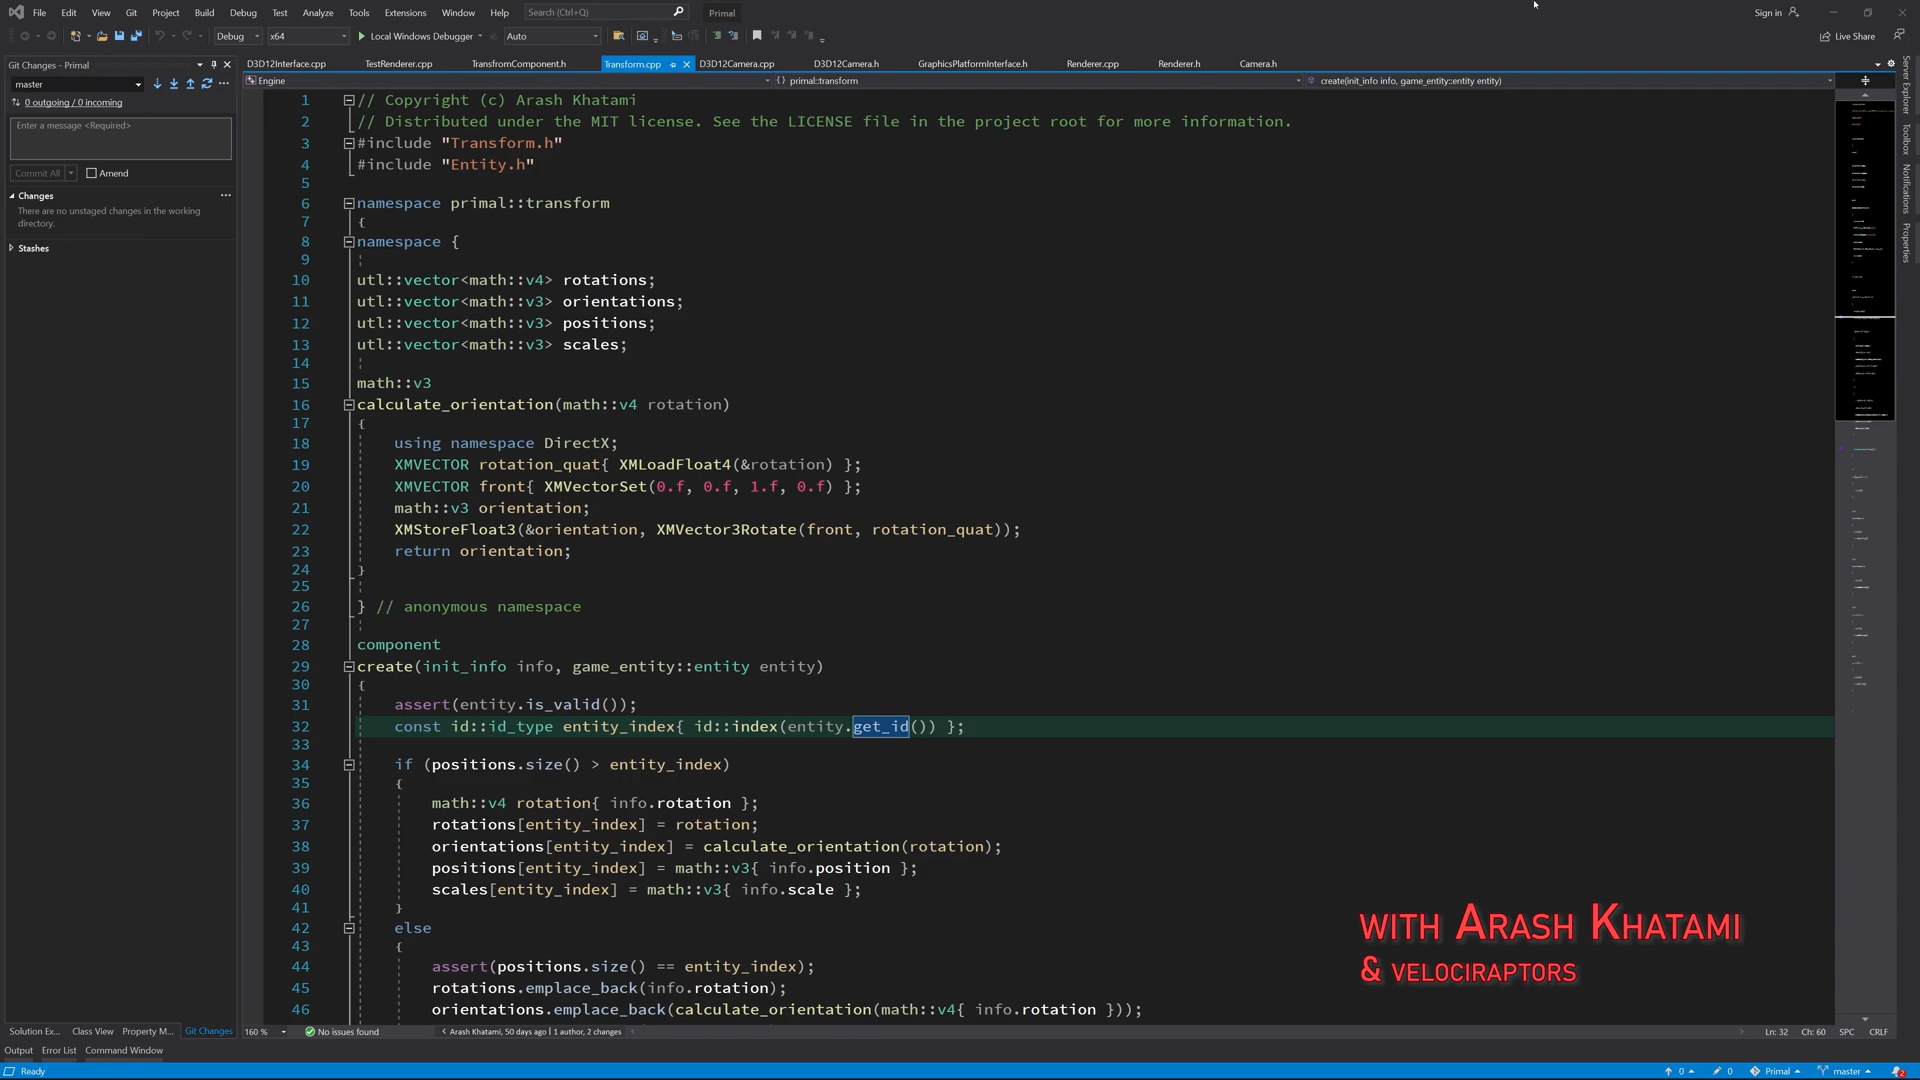 File Edit View Git Project Build Debug Test Analyze Tools Extensions Window Help Search (Ctrl+Q) Primal Sign in
Debug x64 Local Windows Debugger Auto Live Share
Git Changes - Primal
D3D12Interface.cpp TestRenderer.cpp TransfromComponent.h Transform.cpp D3D12Camera.cpp D3D12Camera.h GraphicsPlatformInterface.h Renderer.cpp Renderer.h Camera.h
Engine primal::transform create(init_info info, game_entity::entity entity)
master
0 outgoing / 0 incoming
Enter a message <Required>
Commit All Amend
Changes
There are no unstaged changes in the working
directory.
Stashes
1 // Copyright (c) Arash Khatami
2 // Distributed under the MIT license. See the LICENSE file in the project root for more information.
3 #include "Transform.h"
4 #include "Entity.h"
5
6 namespace primal::transform
7 {
8 namespace {
9
10 utl::vector<math::v4> rotations;
11 utl::vector<math::v3> orientations;
12 utl::vector<math::v3> positions;
13 utl::vector<math::v3> scales;
14
15 math::v3
16 calculate_orientation(math::v4 rotation)
17 {
18 using namespace DirectX;
19 XMVECTOR rotation_quat{ XMLoadFloat4(&rotation) };
20 XMVECTOR front{ XMVectorSet(0.f, 0.f, 1.f, 0.f) };
21 math::v3 orientation;
22 XMStoreFloat3(&orientation, XMVector3Rotate(front, rotation_quat));
23 return orientation;
24 }
25
26 } // anonymous namespace
27
28 component
29 create(init_info info, game_entity::entity entity)
30 {
31 assert(entity.is_valid());
32 const id::id_type entity_index{ id::index(entity.get_id()) };
33
34 if (positions.size() > entity_index)
35 {
36 math::v4 rotation{ info.rotation };
37 rotations[entity_index] = rotation;
38 orientations[entity_index] = calculate_orientation(rotation);
39 positions[entity_index] = math::v3{ info.position };
40 scales[entity_index] = math::v3{ info.scale };
41 }
42 else
43 {
44 assert(positions.size() == entity_index);
45 rotations.emplace_back(info.rotation);
46 orientations.emplace_back(calculate_orientation(math::v4{ info.rotation }));
WITH ARASH KHATAMI
& VELOCIRAPTORS
Server Explorer
Toolbox
Notifications
Properties
Solution Ex... Class View Property M... Git Changes 160 % No issues found Arash Khatami, 50 days ago | 1 author, 2 changes Ln: 32 Ch: 60 SPC CRLF
Output Error List Command Window
Ready 0 0 Primal master 2